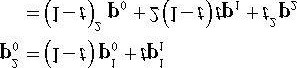 b_0^2 = (1 - t) b_0^1 + t b_1^1
= (1 - t)^2 b_0 + 2(1 - t) t b_1 + t^2 b_2